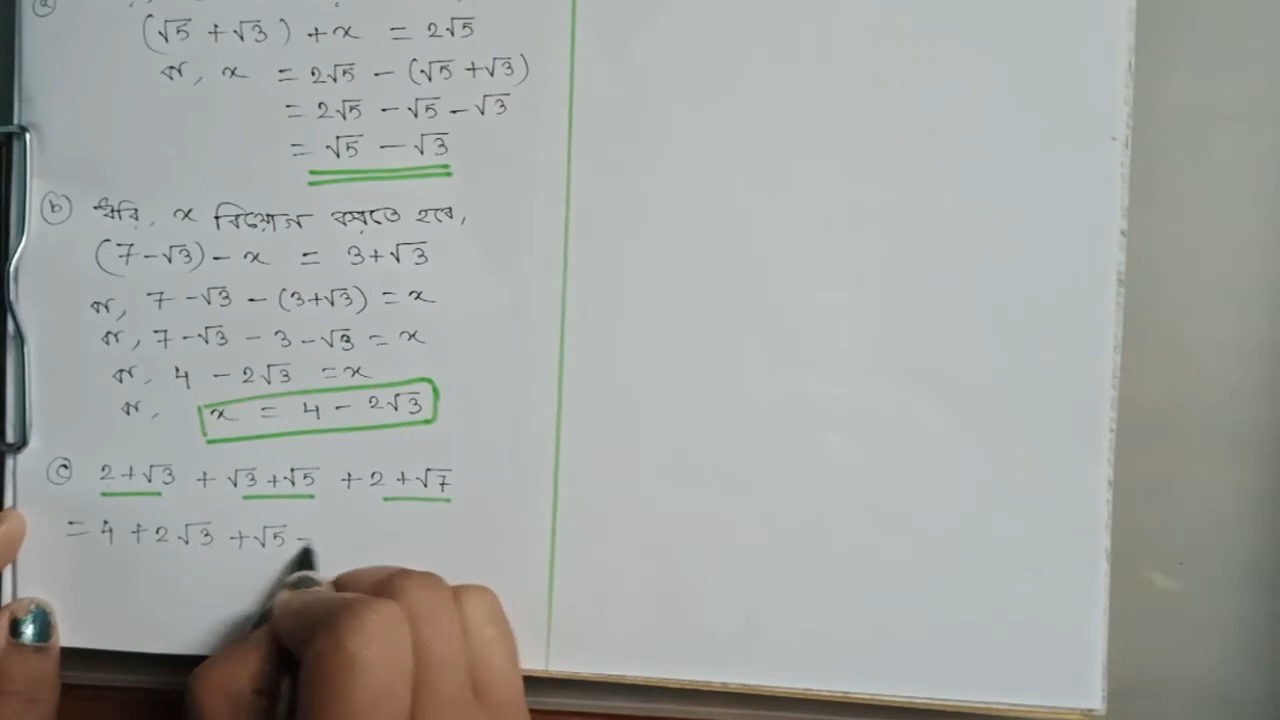 (√5 + √3) + x = 2√5
বা, x = 2√5 - (√5 + √3)
= 2√5 - √5 - √3
= √5 - √3
ⓑ ধরি, x বিয়োগ করতে হবে,
(7 - √3) - x = 3 + √3
বা, 7 - √3 - (3 + √3) = x
বা, 7 - √3 - 3 - √3 = x
বা, 4 - 2√3 = x
বা, x = 4 - 2√3
ⓒ 2 + √3 + √3 + √5 + 2 + √7
= 4 + 2√3 + √5 -